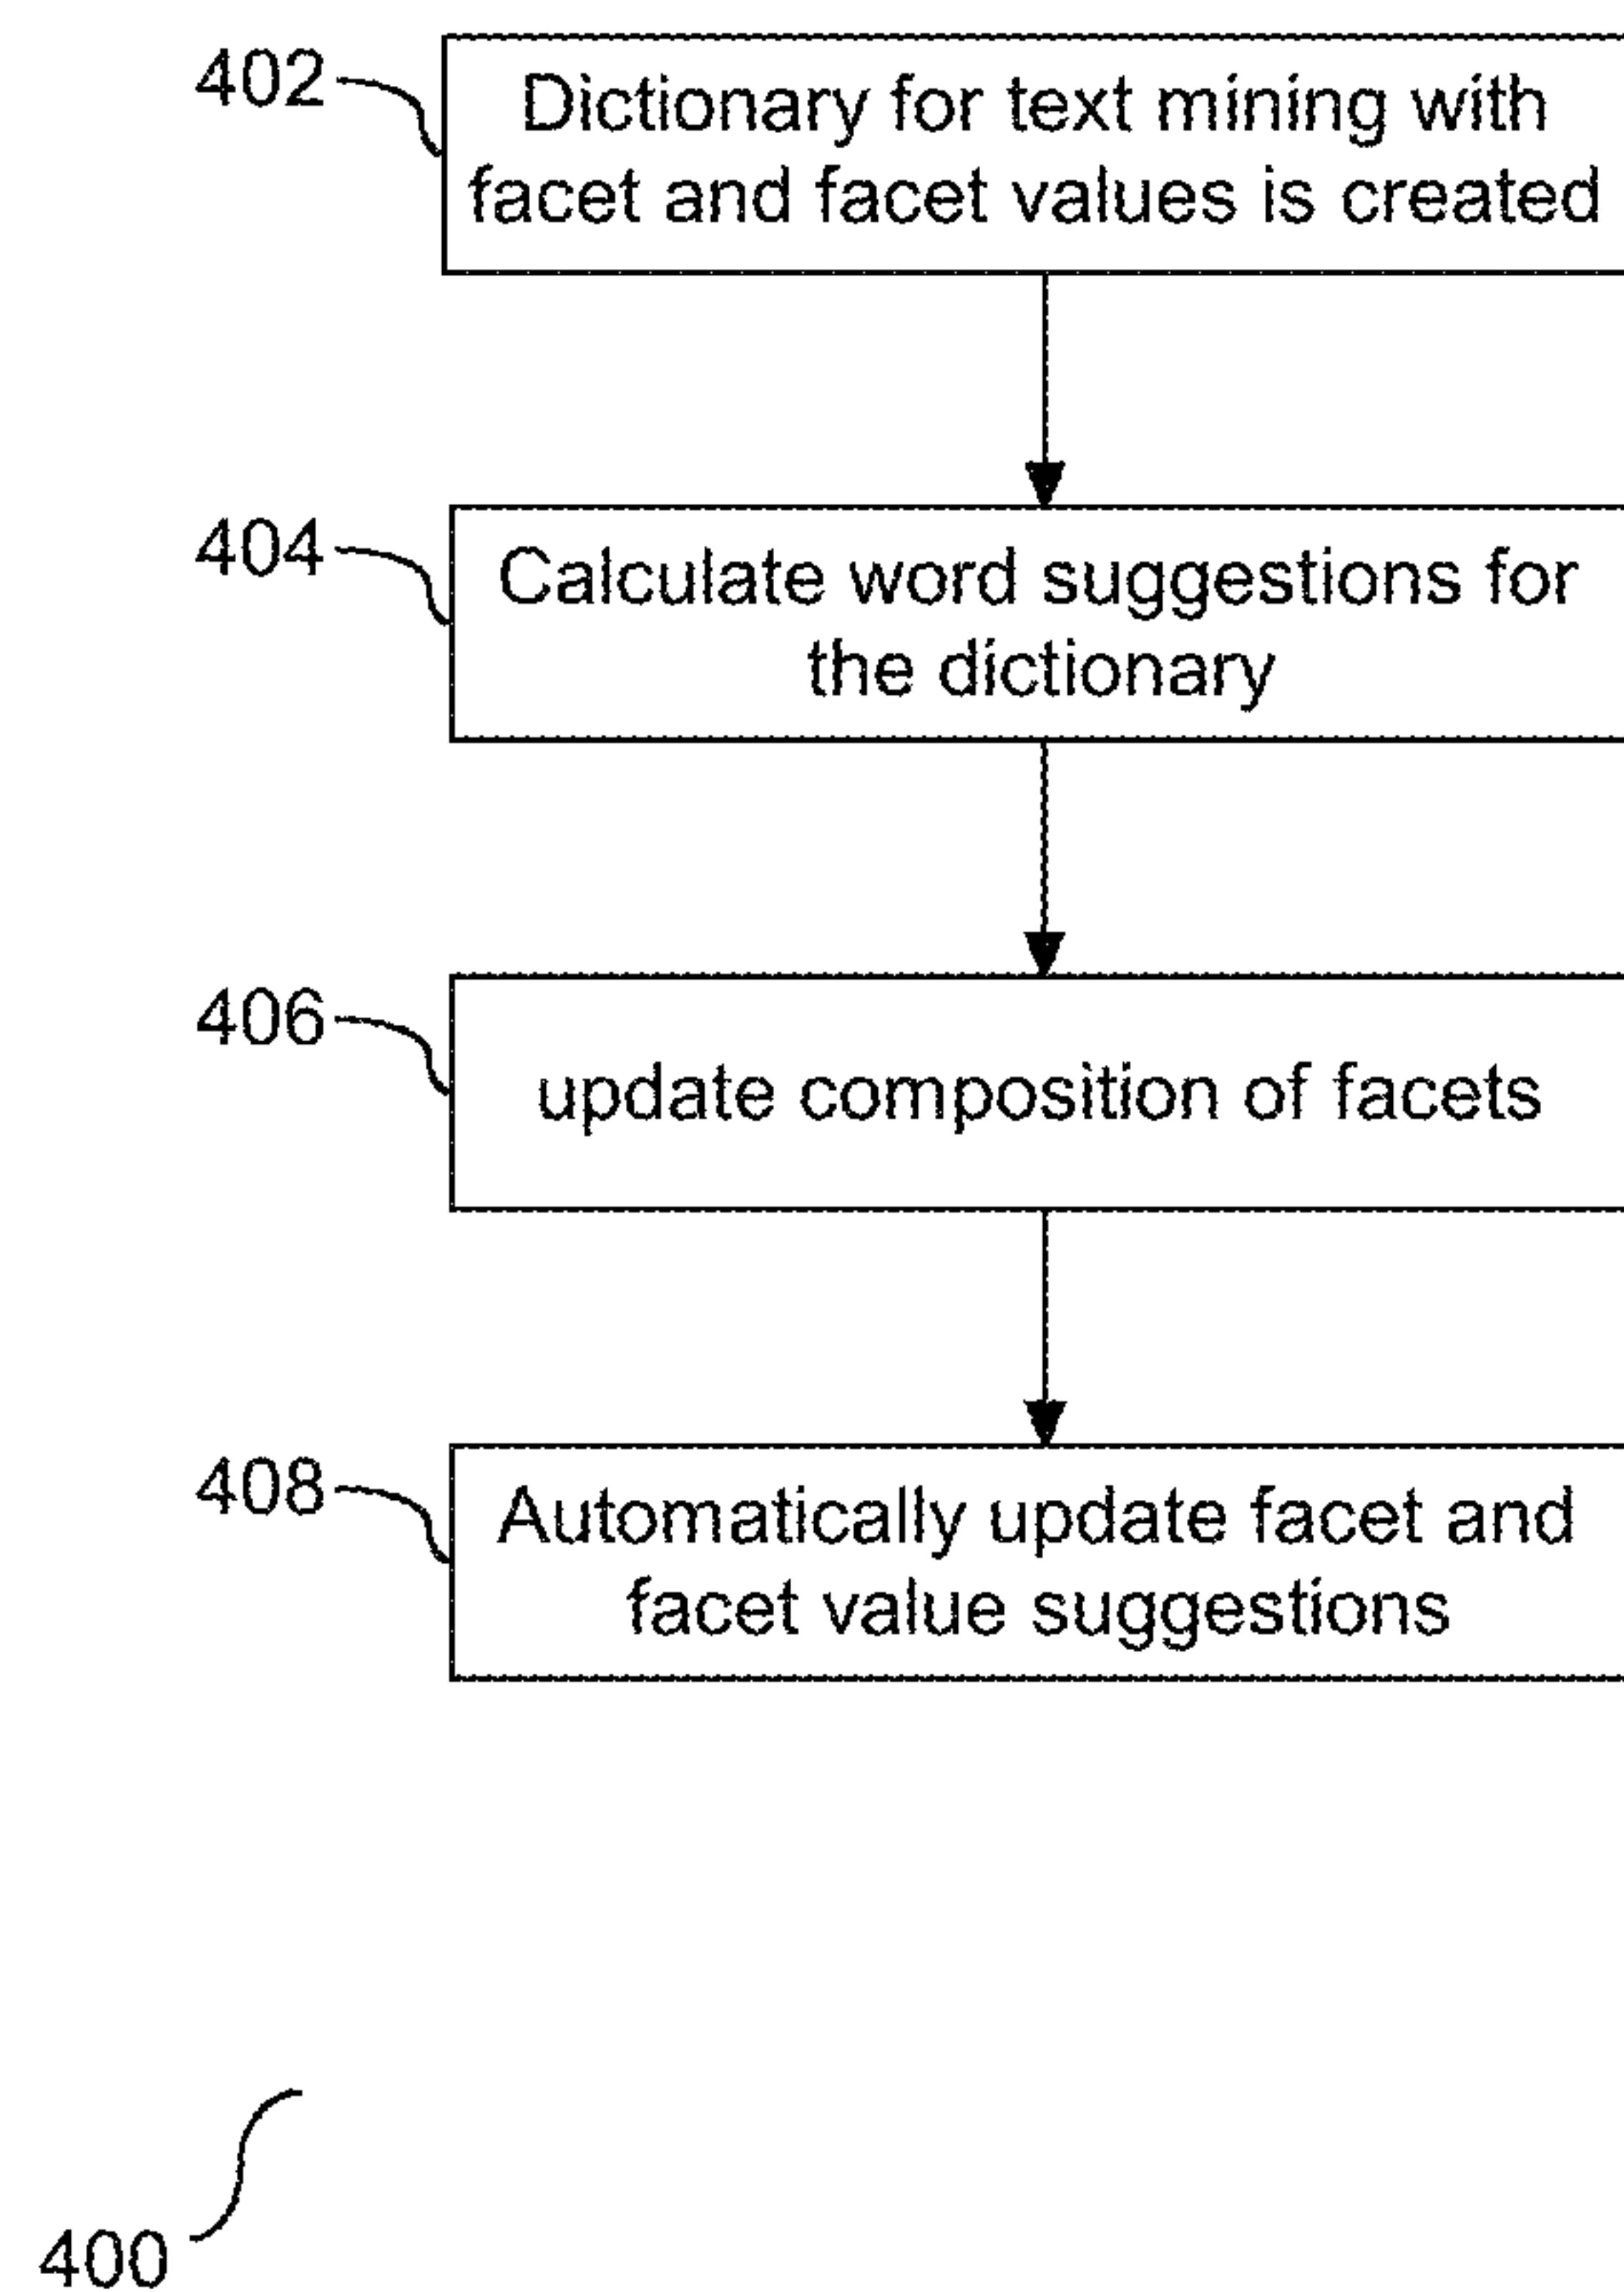 402
Dictionary for text mining with
facet and facet values is created
404
Calculate word suggestions for
the dictionary
406
update composition of facets
408
Automatically update facet and
facet value suggestions
400